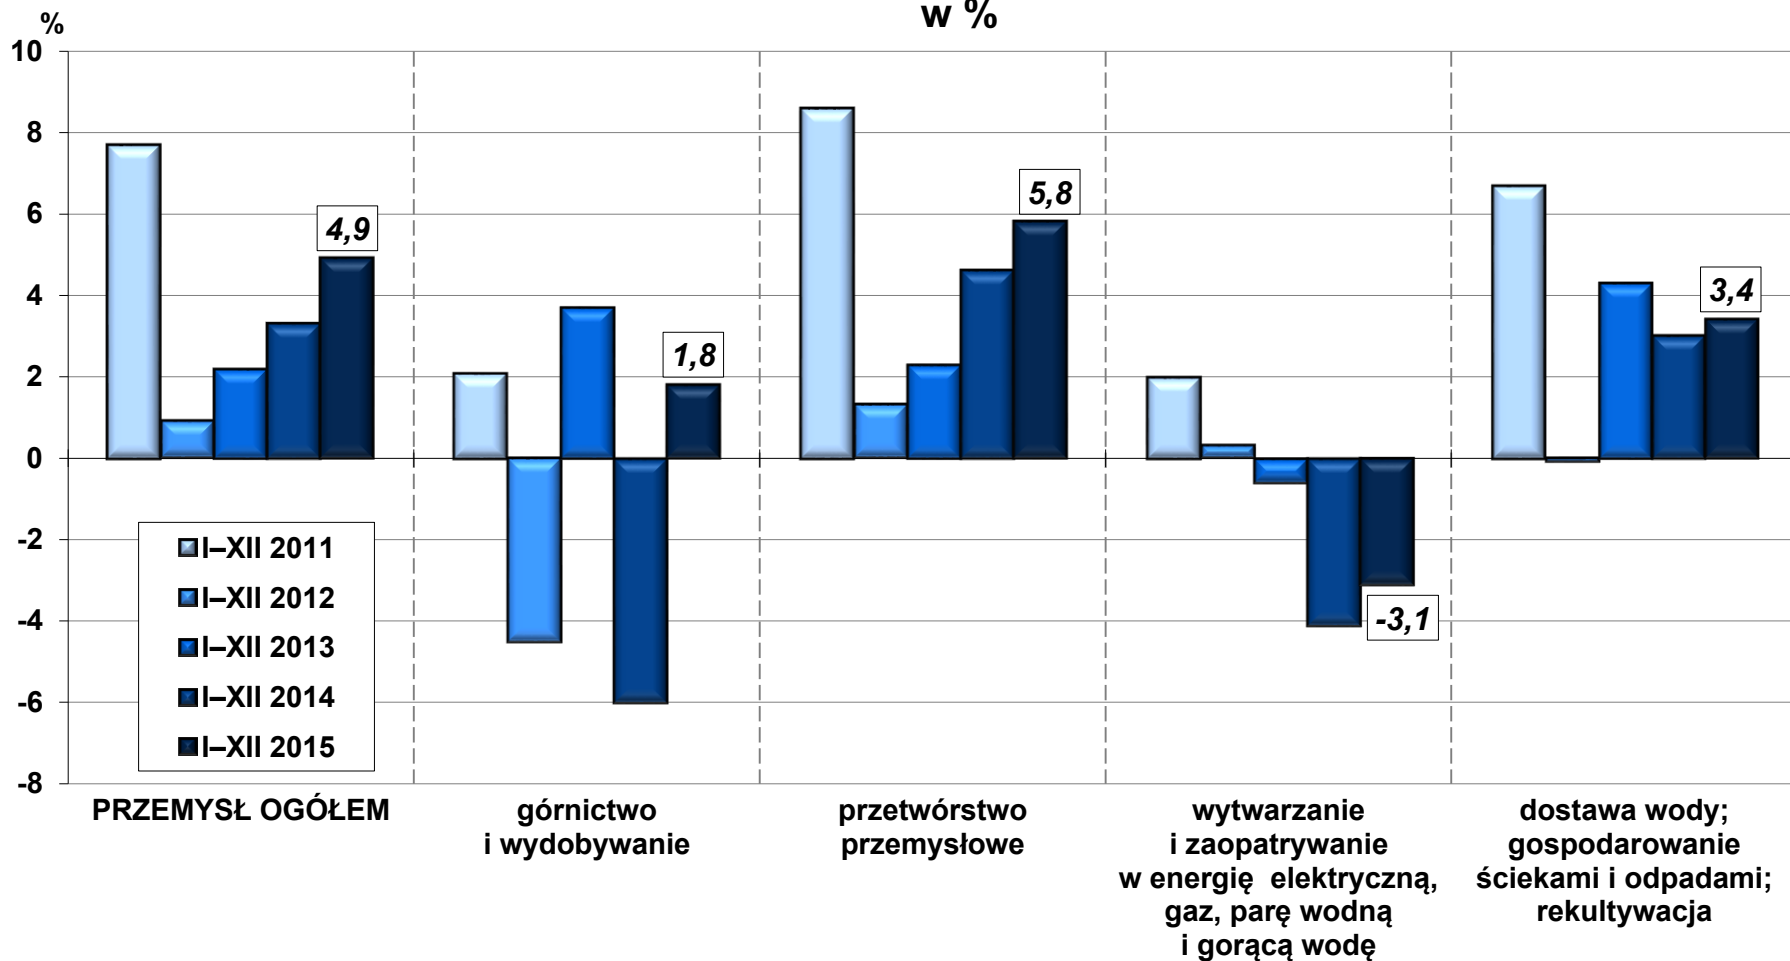 w %
%
10
8
6
4
2
0
-2
-4
-6
-8
4,9
1,8
5,8
-3,1
3,4
I–XII 2011
I–XII 2012
I–XII 2013
I–XII 2014
I–XII 2015
PRZEMYSŁ OGÓŁEM
górnictwo
i wydobywanie
przetwórstwo
przemysłowe
wytwarzanie
i zaopatrywanie
w energię elektryczną,
gaz, parę wodną
i gorącą wodę
dostawa wody;
gospodarowanie
ściekami i odpadami;
rekultywacja